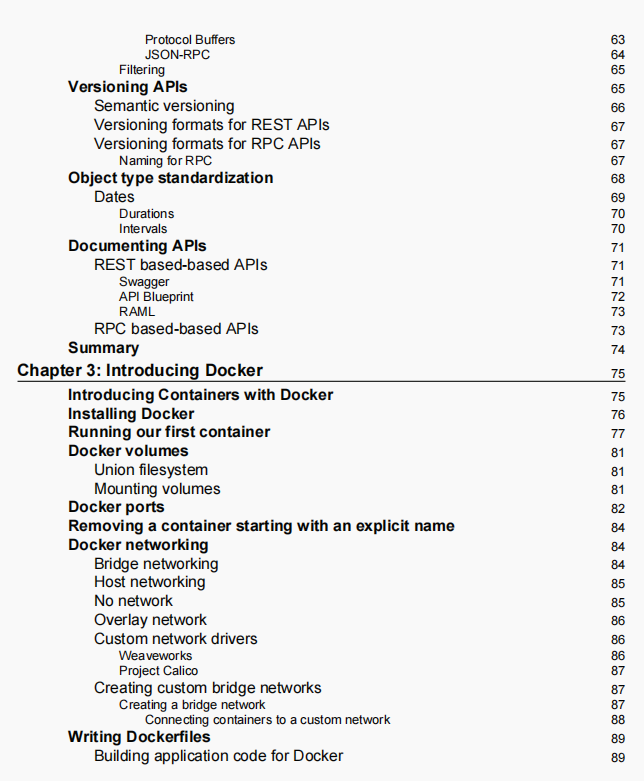 Protocol Buffers 63
JSON-RPC 64
Filtering 65
Versioning APIs 65
Semantic versioning 66
Versioning formats for REST APIs 67
Versioning formats for RPC APIs 67
Naming for RPC 67
Object type standardization 68
Dates 69
Durations 70
Intervals 70
Documenting APIs 71
REST based-based APIs 71
Swagger 71
API Blueprint 72
RAML 73
RPC based-based APIs 73
Summary 74
Chapter 3: Introducing Docker 75
Introducing Containers with Docker 75
Installing Docker 76
Running our first container 77
Docker volumes 81
Union filesystem 81
Mounting volumes 81
Docker ports 82
Removing a container starting with an explicit name 84
Docker networking 84
Bridge networking 84
Host networking 85
No network 85
Overlay network 86
Custom network drivers 86
Weaveworks 86
Project Calico 87
Creating custom bridge networks 87
Creating a bridge network 87
Connecting containers to a custom network 88
Writing Dockerfiles 89
Building application code for Docker 89